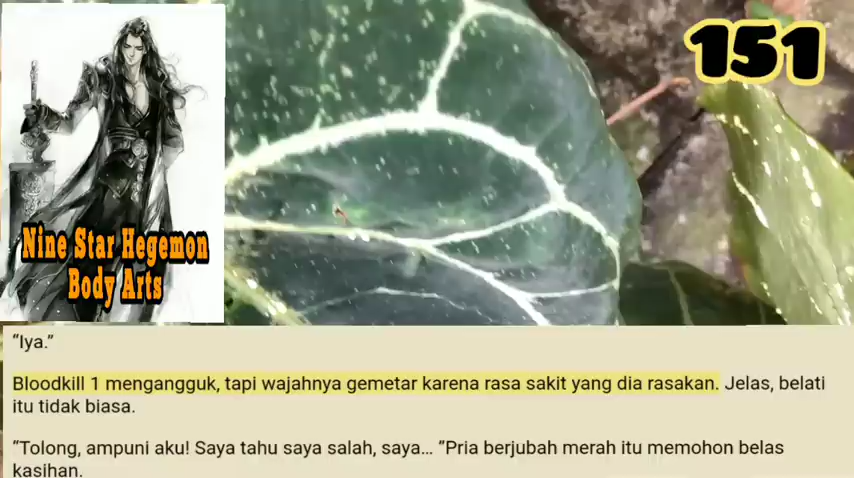 151
Nine Star Hegemon
Body Arts
“Iya.”
Bloodkill 1 mengangguk, tapi wajahnya gemetar karena rasa sakit yang dia rasakan. Jelas, belati
itu tidak biasa.
“Tolong, ampuni aku! Saya tahu saya salah, saya... ”Pria berjubah merah itu memohon belas
kasihan.